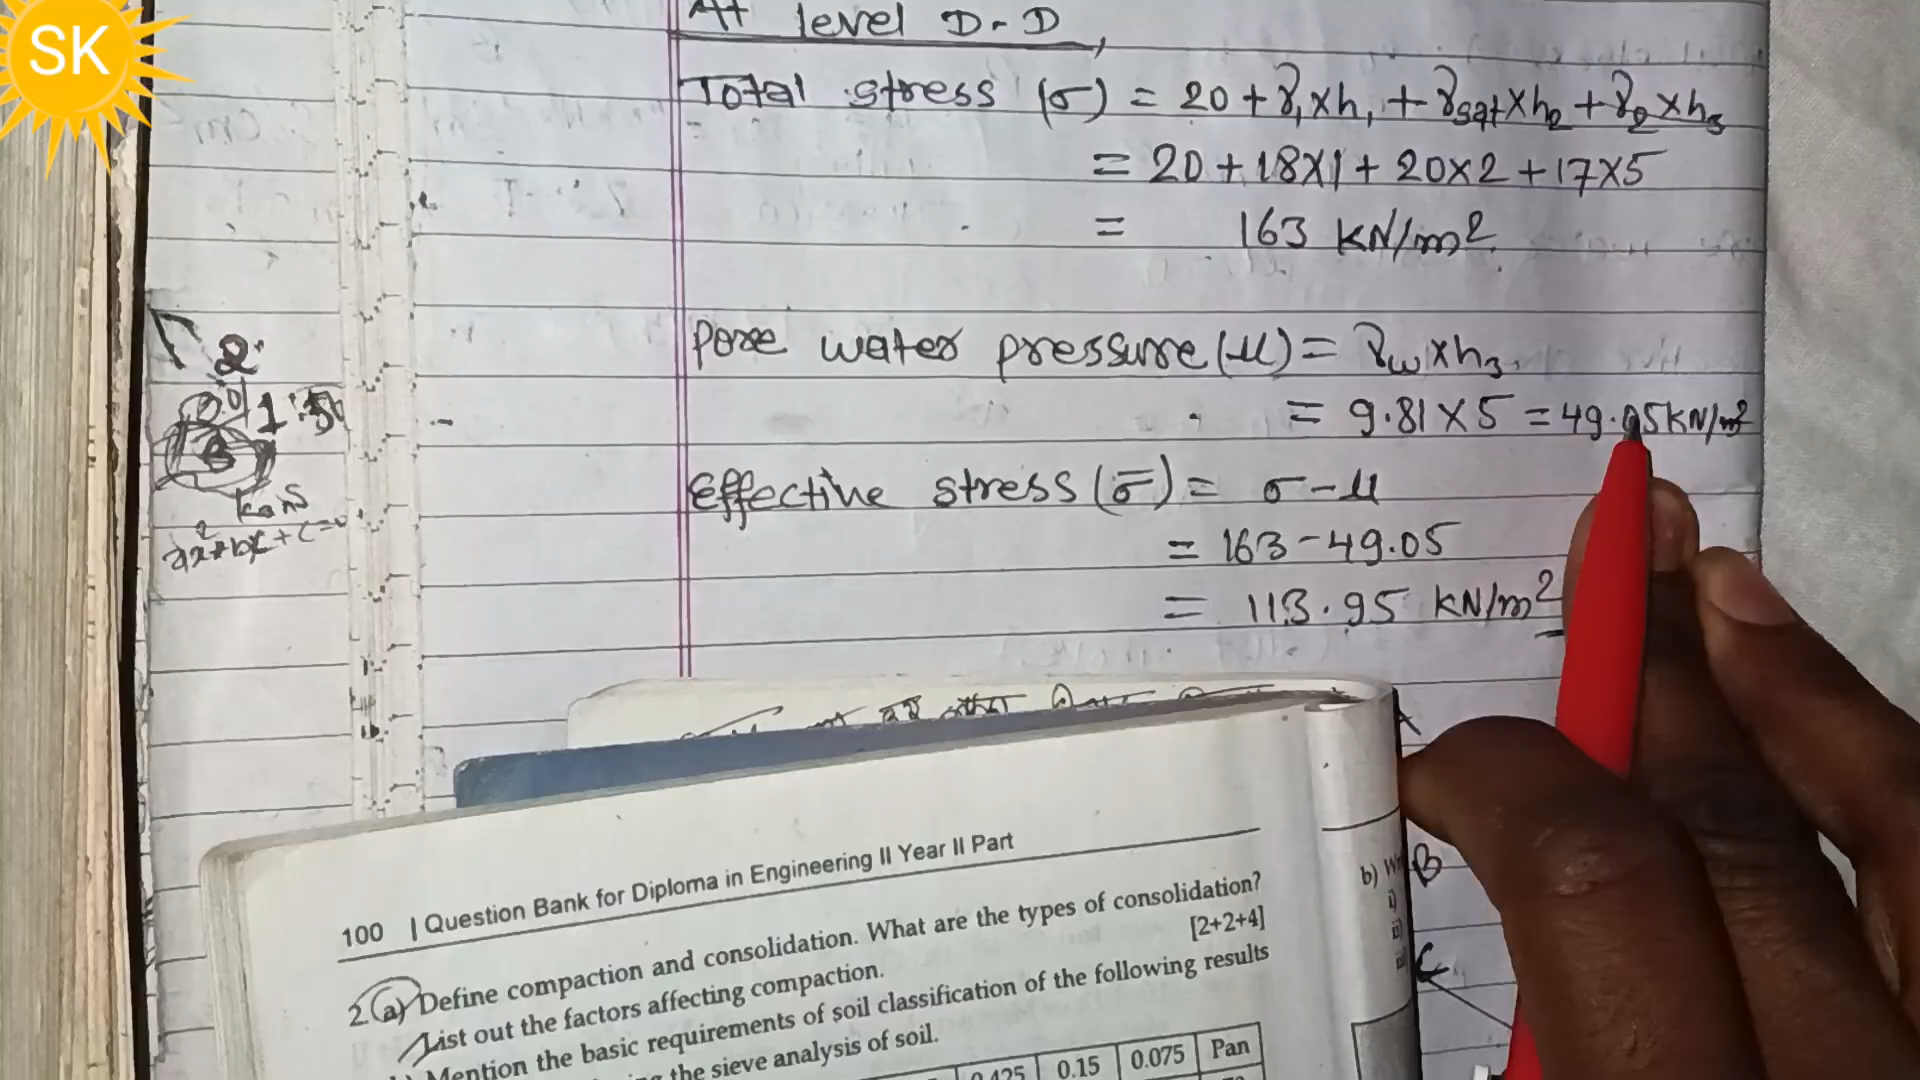 SK
At level D-D,
Total stress (σ) = 20 + γ₁×h₁ + γsat×h₂ + γ₂×h₃
= 20 + 18×1 + 20×2 + 17×5
= 163 KN/m²
Pore water pressure (μ) = γw×h₃
= 9.81×5 = 49.05 KN/m²
Effective stress (σ̅) = σ-μ
= 163-49.05
= 113.95 KN/m²
2
B
100 | Question Bank for Diploma in Engineering II Year II Part
2. (a) Define compaction and consolidation. What are the types of consolidation?
List out the factors affecting compaction. [2+2+4]
Mention the basic requirements of soil classification of the following results
the sieve analysis of soil.
0.425 0.15 0.075 Pan
b)
i)
ii)
B
C